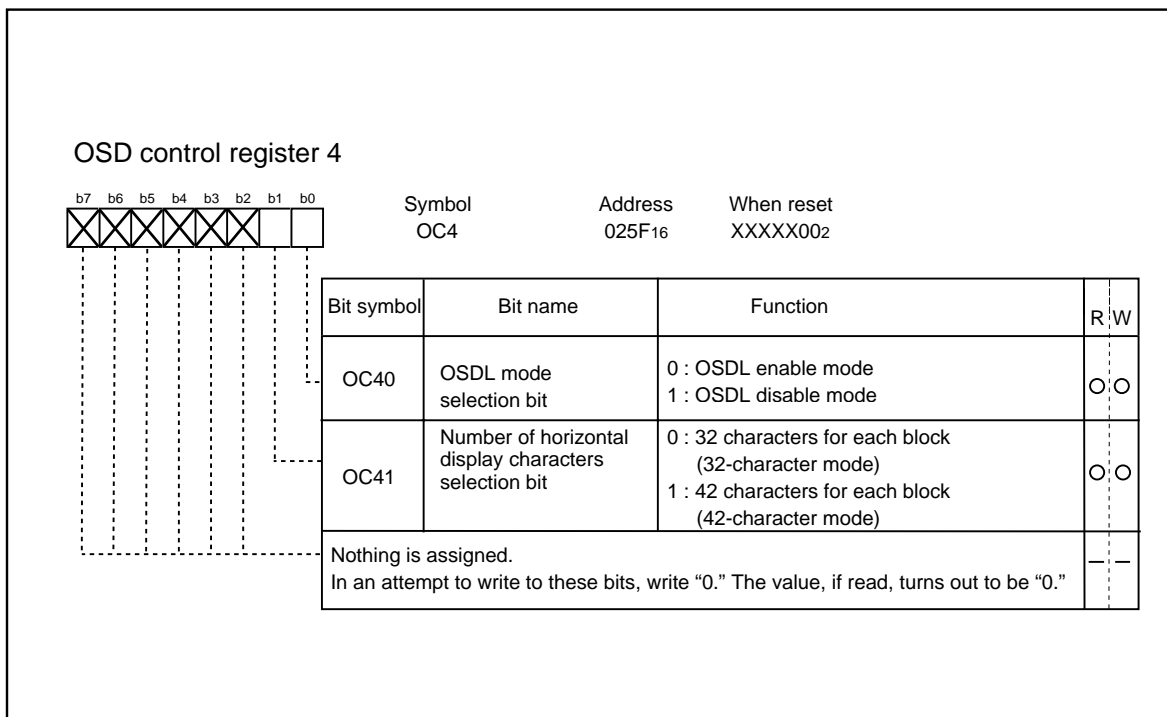 OSD control register 4
b7 b6 b5 b4 b3 b2 b1 b0
Symbol Address When reset
OC4 025F16 XXXXX002
Bit symbol Bit name Function R W
OC40 OSDL mode
selection bit
0 : OSDL enable mode
1 : OSDL disable mode
OC41 Number of horizontal
display characters
selection bit
0 : 32 characters for each block
(32-character mode)
1 : 42 characters for each block
(42-character mode)
Nothing is assigned.
In an attempt to write to these bits, write “0.” The value, if read, turns out to be “0.”